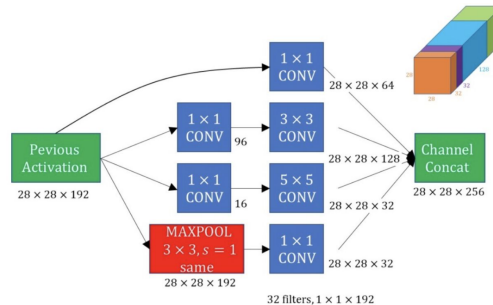 1 × 1
CONV
28
28
32
32
128
28 × 28 × 64
1 × 1
CONV
96
3 × 3
CONV
28 × 28 × 128
Pevious
Activation
28 × 28 × 192
Channel
Concat
28 × 28 × 256
1 × 1
CONV
16
5 × 5
CONV
28 × 28 × 32
MAXPOOL
3 × 3, s = 1
same
28 × 28 × 192
1 × 1
CONV
28 × 28 × 32
32 filters, 1 × 1 × 192